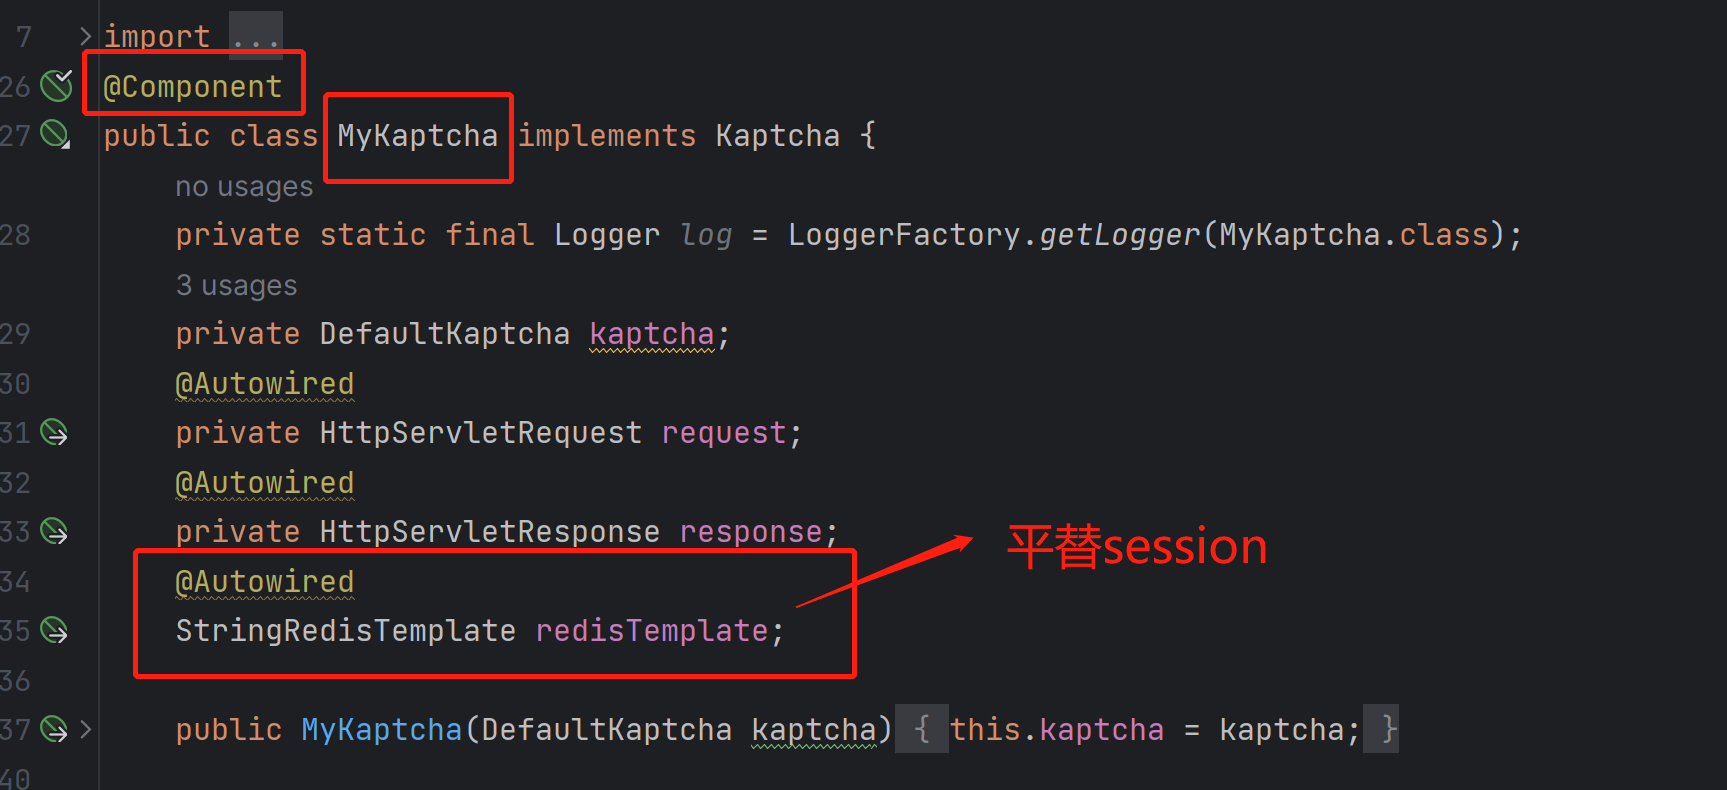 7 import ...
26 @Component
27 public class MyKaptcha implements Kaptcha {
no usages
28 private static final Logger log = LoggerFactory.getLogger(MyKaptcha.class);
3 usages
29 private DefaultKaptcha kaptcha;
30 @Autowired
31 private HttpServletRequest request;
32 @Autowired
33 private HttpServletResponse response;
平替session
34 @Autowired
35 StringRedisTemplate redisTemplate;
36
37 public MyKaptcha(DefaultKaptcha kaptcha) { this.kaptcha = kaptcha; }
40